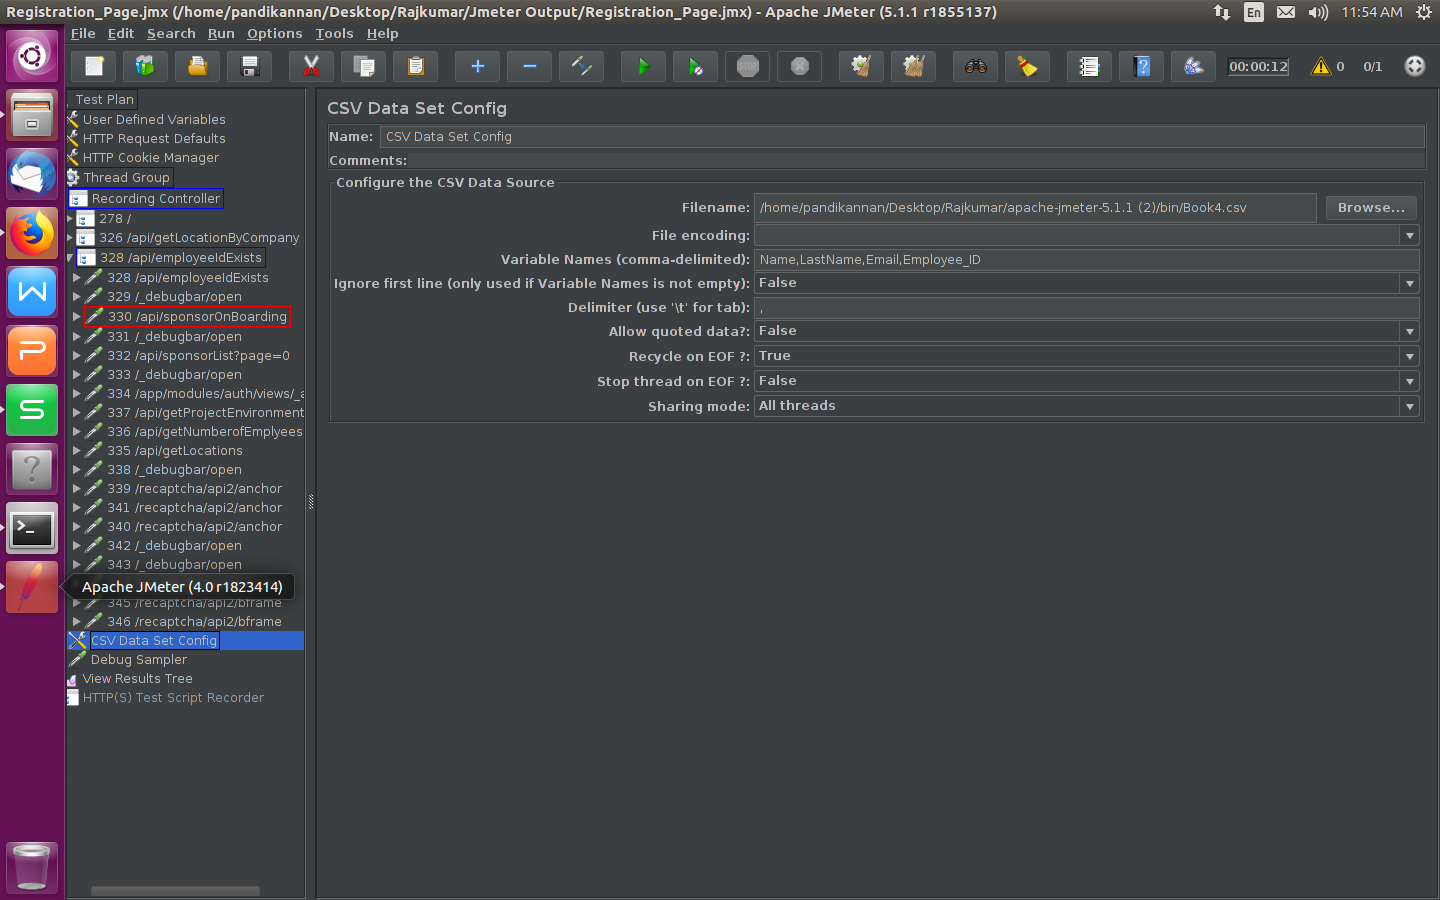 Registration_Page.jmx (/home/pandikannan/Desktop/Rajkumar/Jmeter Output/Registration_Page.jmx) - Apache JMeter (5.1.1 r1855137)
En
11:54 AM
File Edit Search Run Options Tools Help
00:00:12
0
0/1
Test Plan
User Defined Variables
HTTP Request Defaults
HTTP Cookie Manager
Thread Group
Recording Controller
278 /
326 /api/getLocationByCompany
328 /api/employeeIdExists
328 /api/employeeIdExists
329 /_debugbar/open
330 /api/sponsorOnBoarding
331 /_debugbar/open
332 /api/sponsorList?page=0
333 /_debugbar/open
334 /app/modules/auth/views/_a
337 /api/getProjectEnvironment
336 /api/getNumberofEmplyees
335 /api/getLocations
338 /_debugbar/open
339 /recaptcha/api2/anchor
341 /recaptcha/api2/anchor
340 /recaptcha/api2/anchor
342 /_debugbar/open
343 /_debugbar/open
Apache JMeter (4.0 r1823414)
345 /recaptcha/api2/bframe
346 /recaptcha/api2/bframe
CSV Data Set Config
Debug Sampler
View Results Tree
HTTP(S) Test Script Recorder
CSV Data Set Config
Name: CSV Data Set Config
Comments:
Configure the CSV Data Source
Filename: /home/pandikannan/Desktop/Rajkumar/apache-jmeter-5.1.1 (2)/bin/Book4.csv Browse...
File encoding:
Variable Names (comma-delimited): Name,LastName,Email,Employee_ID
Ignore first line (only used if Variable Names is not empty): False
Delimiter (use '\t' for tab): ,
Allow quoted data?: False
Recycle on EOF ?: True
Stop thread on EOF ?: False
Sharing mode: All threads